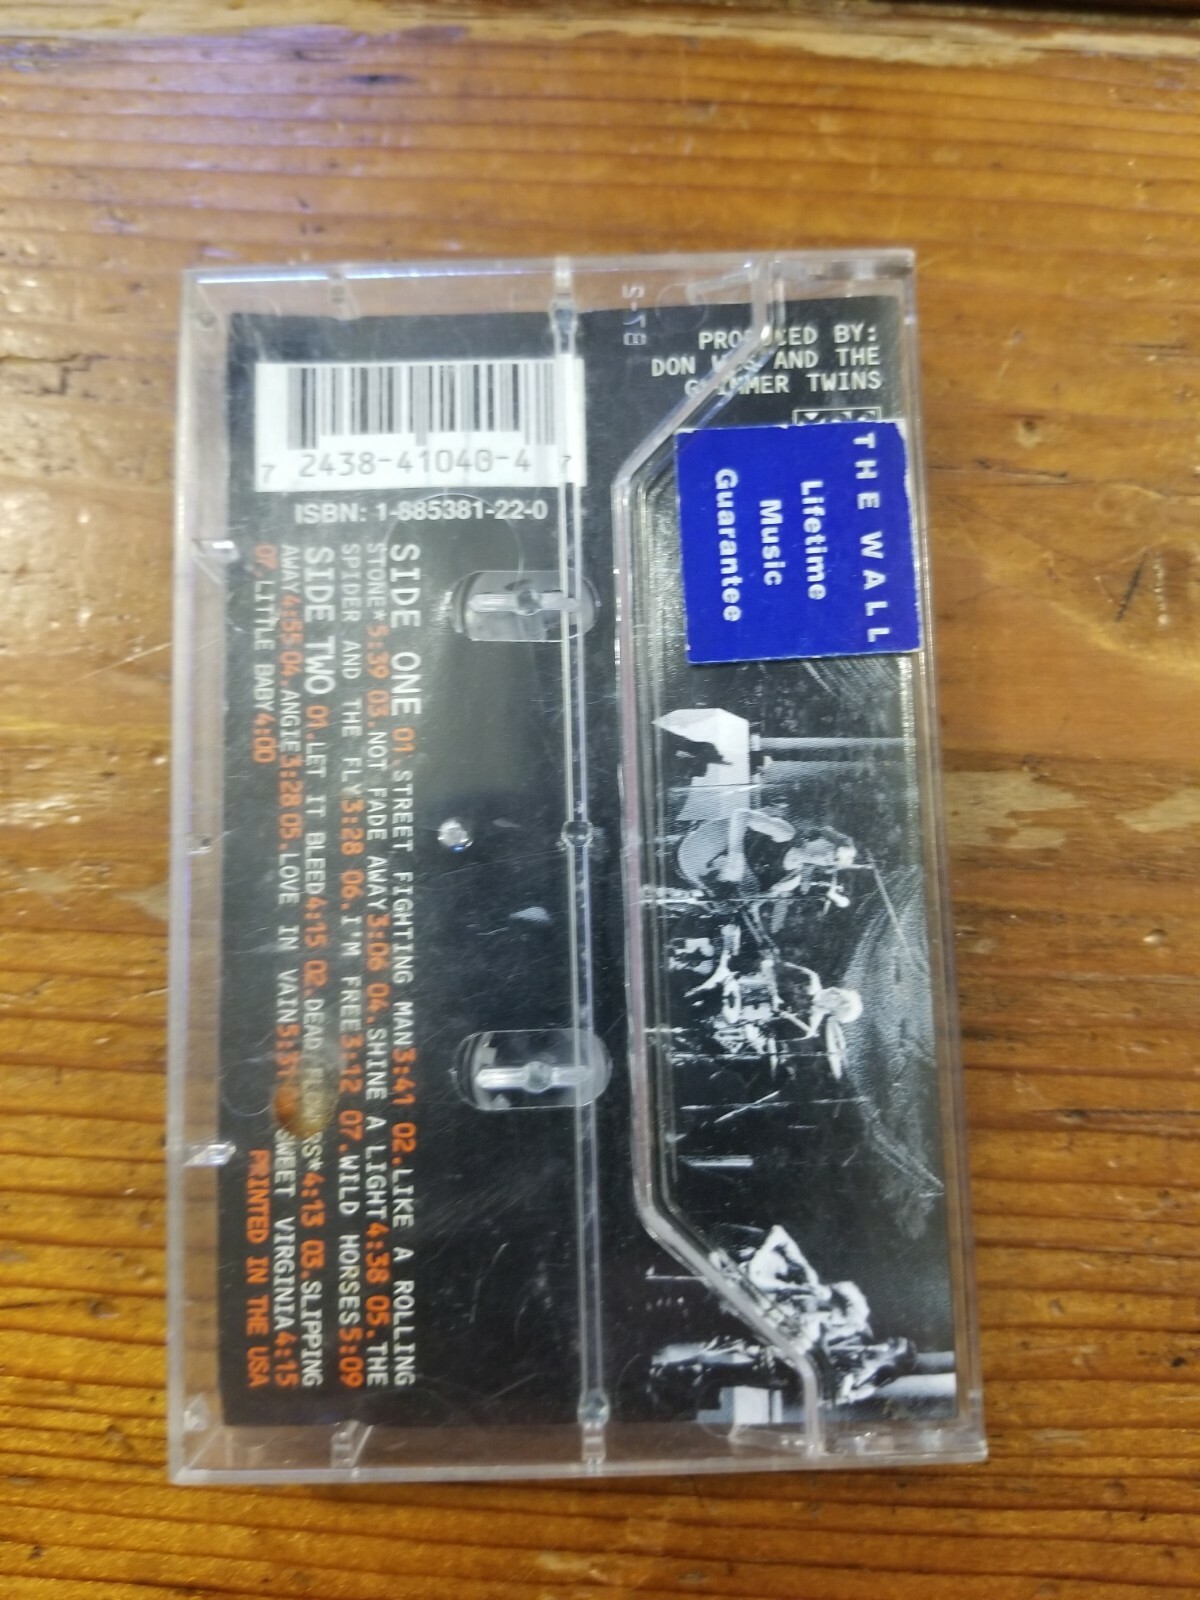 PRODUCED BY:
DON WAS AND THE
GLIMMER TWINS
THE WALL
Lifetime
Music
Guarantee
7 2438-41040-4 7
ISBN: 1-885381-22-0
SIDE ONE 01.STREET FIGHTING MAN3:41 02.LIKE A ROLLING
STONE*5:39 03.NOT FADE AWAY3:06 04.SHINE A LIGHT4:38 05.THE
SPIDER AND THE FLY3:28 06.I'M FREE3:12 07.WILD HORSES5:09
SIDE TWO 01.LET IT BLEED4:15 02.DEAD FLOWERS*4:13 03.SLIPPING
AWAY4:55 04.ANGIE3:28 05.LOVE IN VAIN SWEET VIRGINIA4:15
07.LITTLE BABY4:00
PRINTED IN THE USA